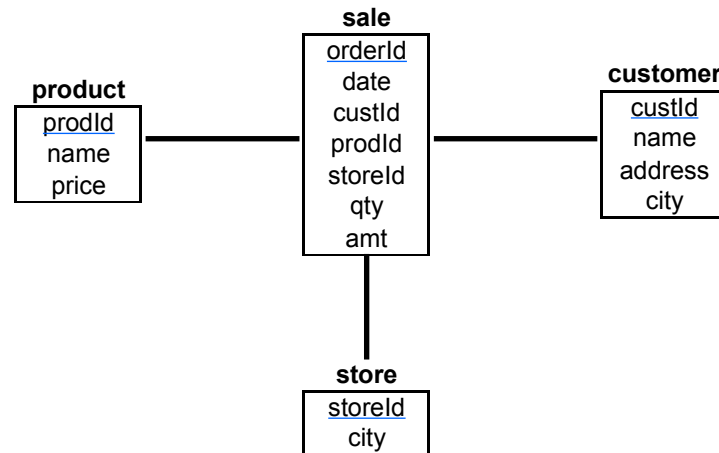 sale
orderId
date
custId
prodId
storeId
qty
amt
product
prodId
name
price
customer
custId
name
address
city
store
storeId
city